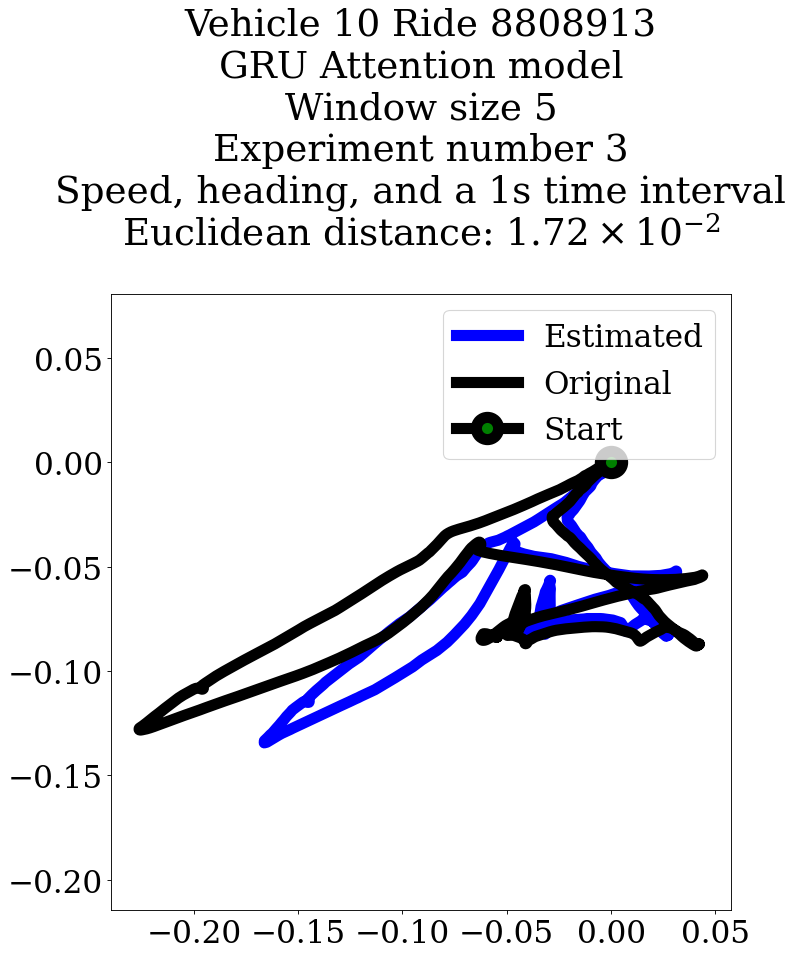 Vehicle 10 Ride 8808913
GRU Attention model
Window size 5
Experiment number 3
Speed, heading, and a 1s time interval
Euclidean distance: 1.72 × 10⁻²
Estimated
Original
Start
0.05
0.00
−0.05
−0.10
−0.15
−0.20
−0.20 −0.15 −0.10 −0.05 0.00 0.05